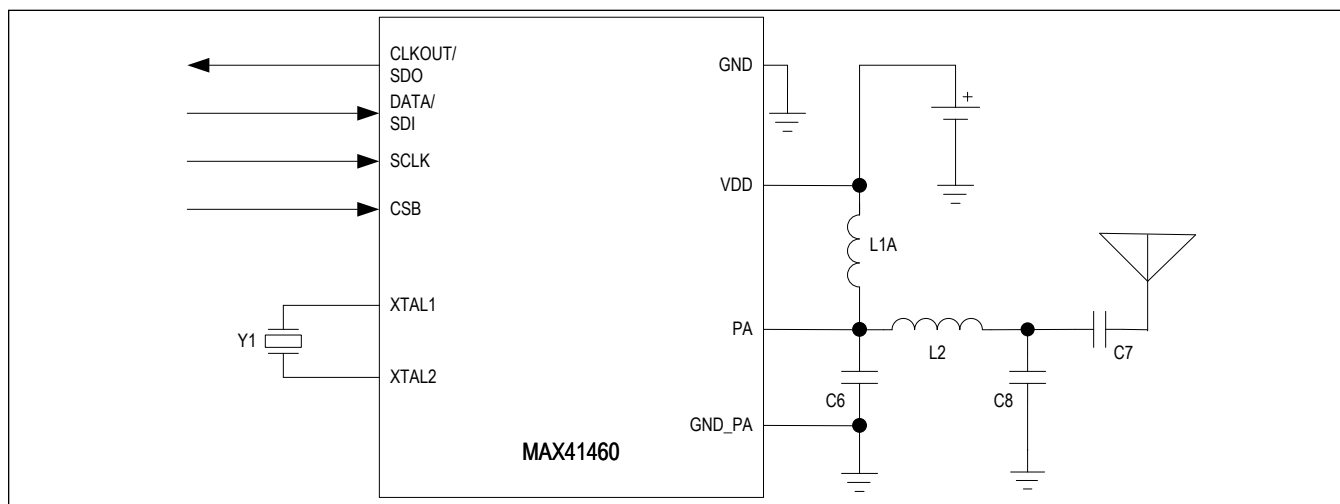 CLKOUT/
SDO
DATA/
SDI
SCLK
CSB
XTAL1
XTAL2
Y1
GND
VDD
PA
GND_PA
MAX41460
+
L1A
L2
C6
C8
C7